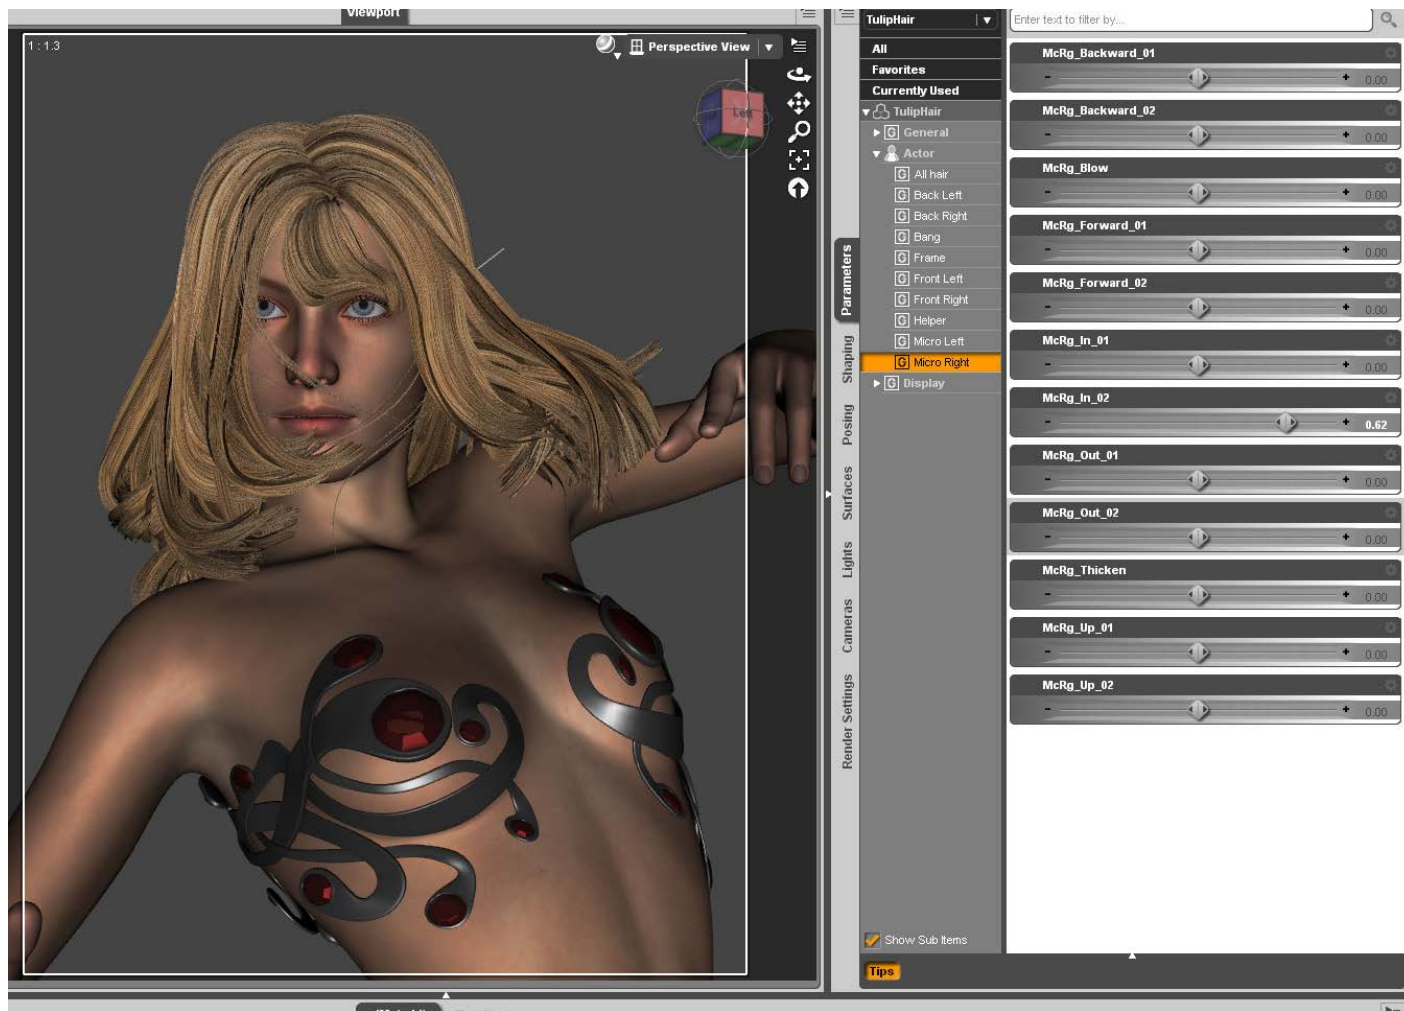 Viewport
1 : 1.3
Perspective View
Left
TulipHair
All
Favorites
Currently Used
TulipHair
G General
Actor
G All hair
G Back Left
G Back Right
G Bang
G Frame
G Front Left
G Front Right
G Helper
G Micro Left
G Micro Right
G Display
Show Sub Items
Tips
Parameters
Shaping
Posing
Surfaces
Lights
Cameras
Render Settings
Enter text to filter by...
McRg_Backward_01
- + 0.00
McRg_Backward_02
- + 0.00
McRg_Blow
- + 0.00
McRg_Forward_01
- + 0.00
McRg_Forward_02
- + 0.00
McRg_In_01
- + 0.00
McRg_In_02
- + 0.62
McRg_Out_01
- + 0.00
McRg_Out_02
- + 0.00
McRg_Thicken
- + 0.00
McRg_Up_01
- + 0.00
McRg_Up_02
- + 0.00